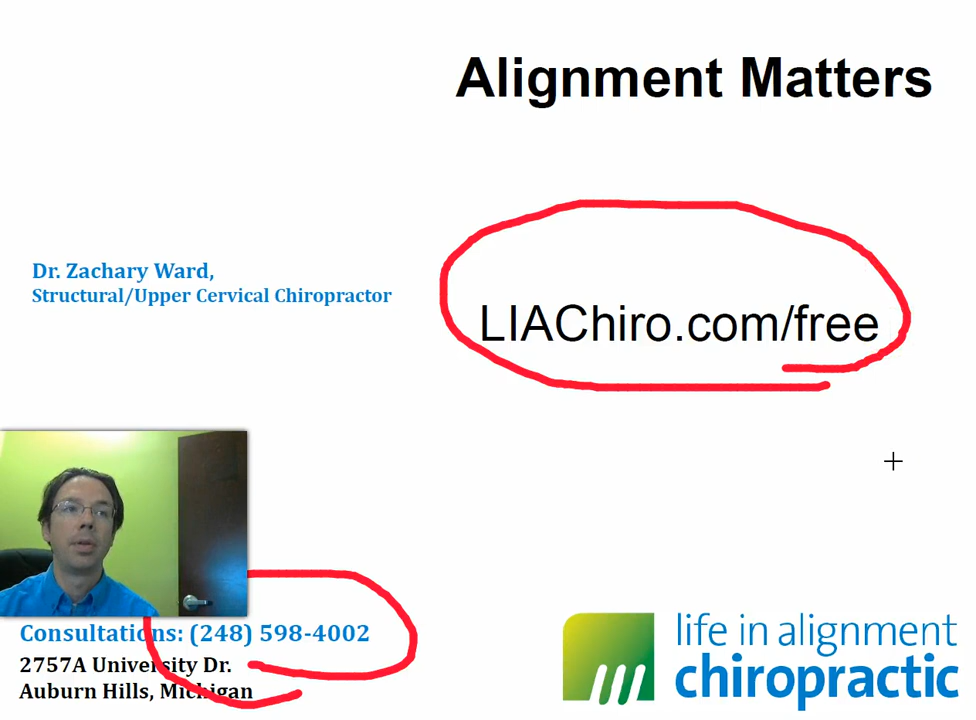 Alignment Matters
Dr. Zachary Ward,
Structural/Upper Cervical Chiropractor
LIAChiro.com/free
Consultations: (248) 598-4002
2757A University Dr.
Auburn Hills, Michigan
life in alignment
chiropractic